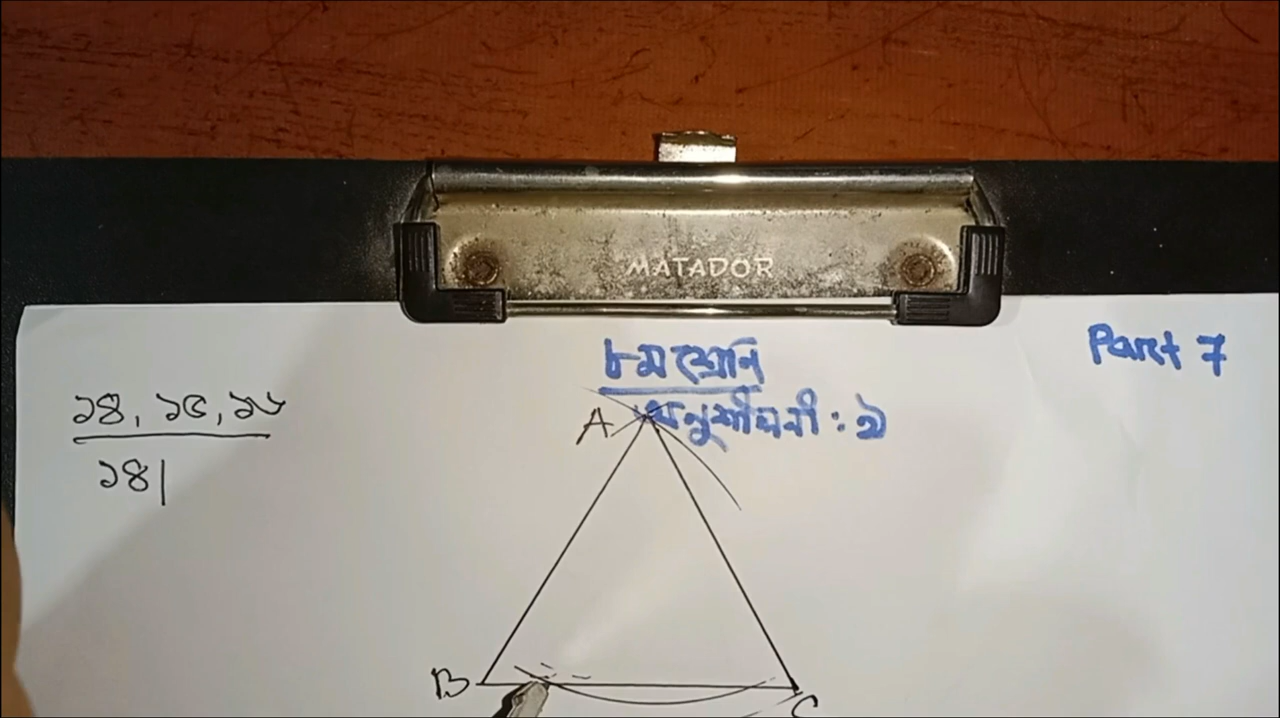 MATADOR
৮ম শ্রেনি
Part 7
অনুশীলনী : ৯
১৪, ১৫, ১৬
১৪|
A
B
C